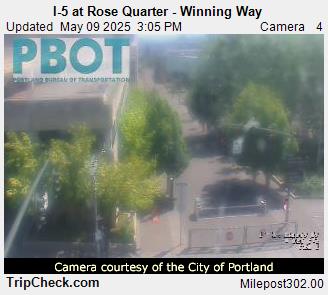 I-5 at Rose Quarter - Winning Way
Updated May 09 2025 3:05 PM Camera 4
PBOT
PORTLAND BUREAU OF TRANSPORTATION
Camera courtesy of the City of Portland
TripCheck.com Milepost302.00